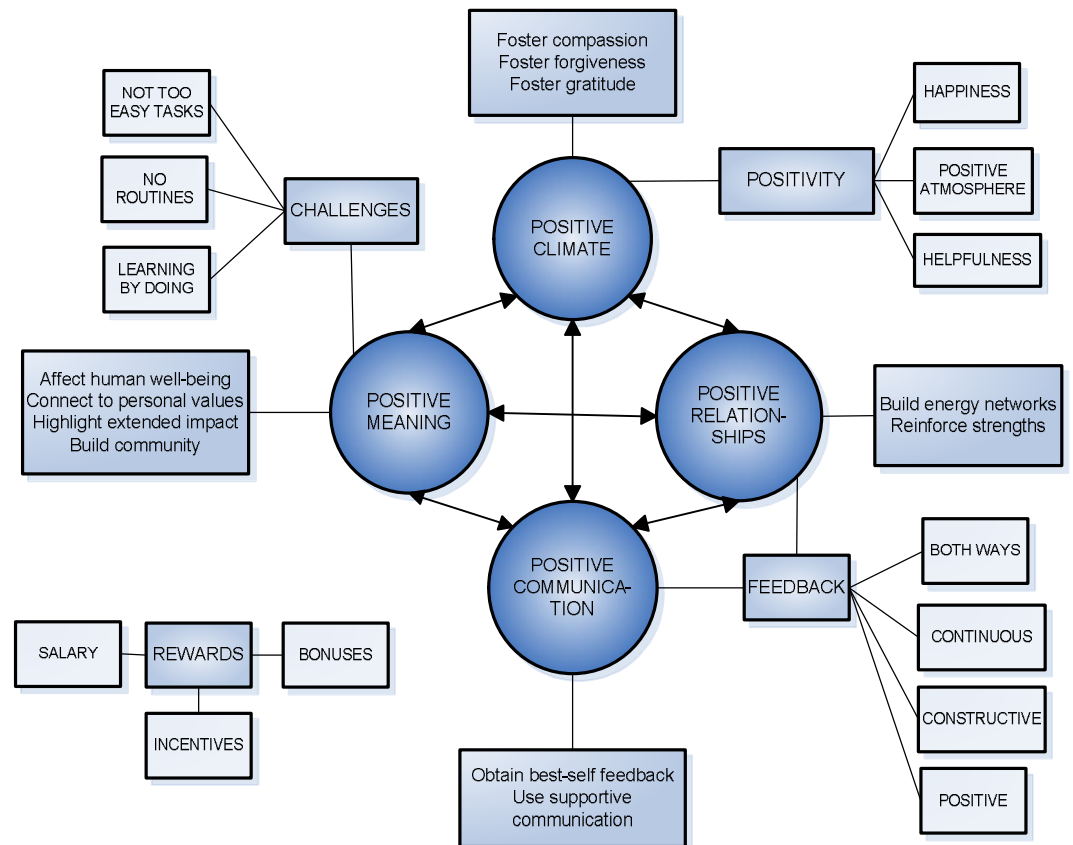 Foster compassion
Foster forgiveness
Foster gratitude
NOT TOO
EASY TASKS
NO
ROUTINES
LEARNING
BY DOING
CHALLENGES
POSITIVE
CLIMATE
POSITIVITY
HAPPINESS
POSITIVE
ATMOSPHERE
HELPFULNESS
Affect human well-being
Connect to personal values
Highlight extended impact
Build community
POSITIVE
MEANING
POSITIVE
RELATION-
SHIPS
Build energy networks
Reinforce strengths
POSITIVE
COMMUNICA-
TION
FEEDBACK
BOTH WAYS
CONTINUOUS
CONSTRUCTIVE
POSITIVE
SALARY
REWARDS
BONUSES
INCENTIVES
Obtain best-self feedback
Use supportive
communication